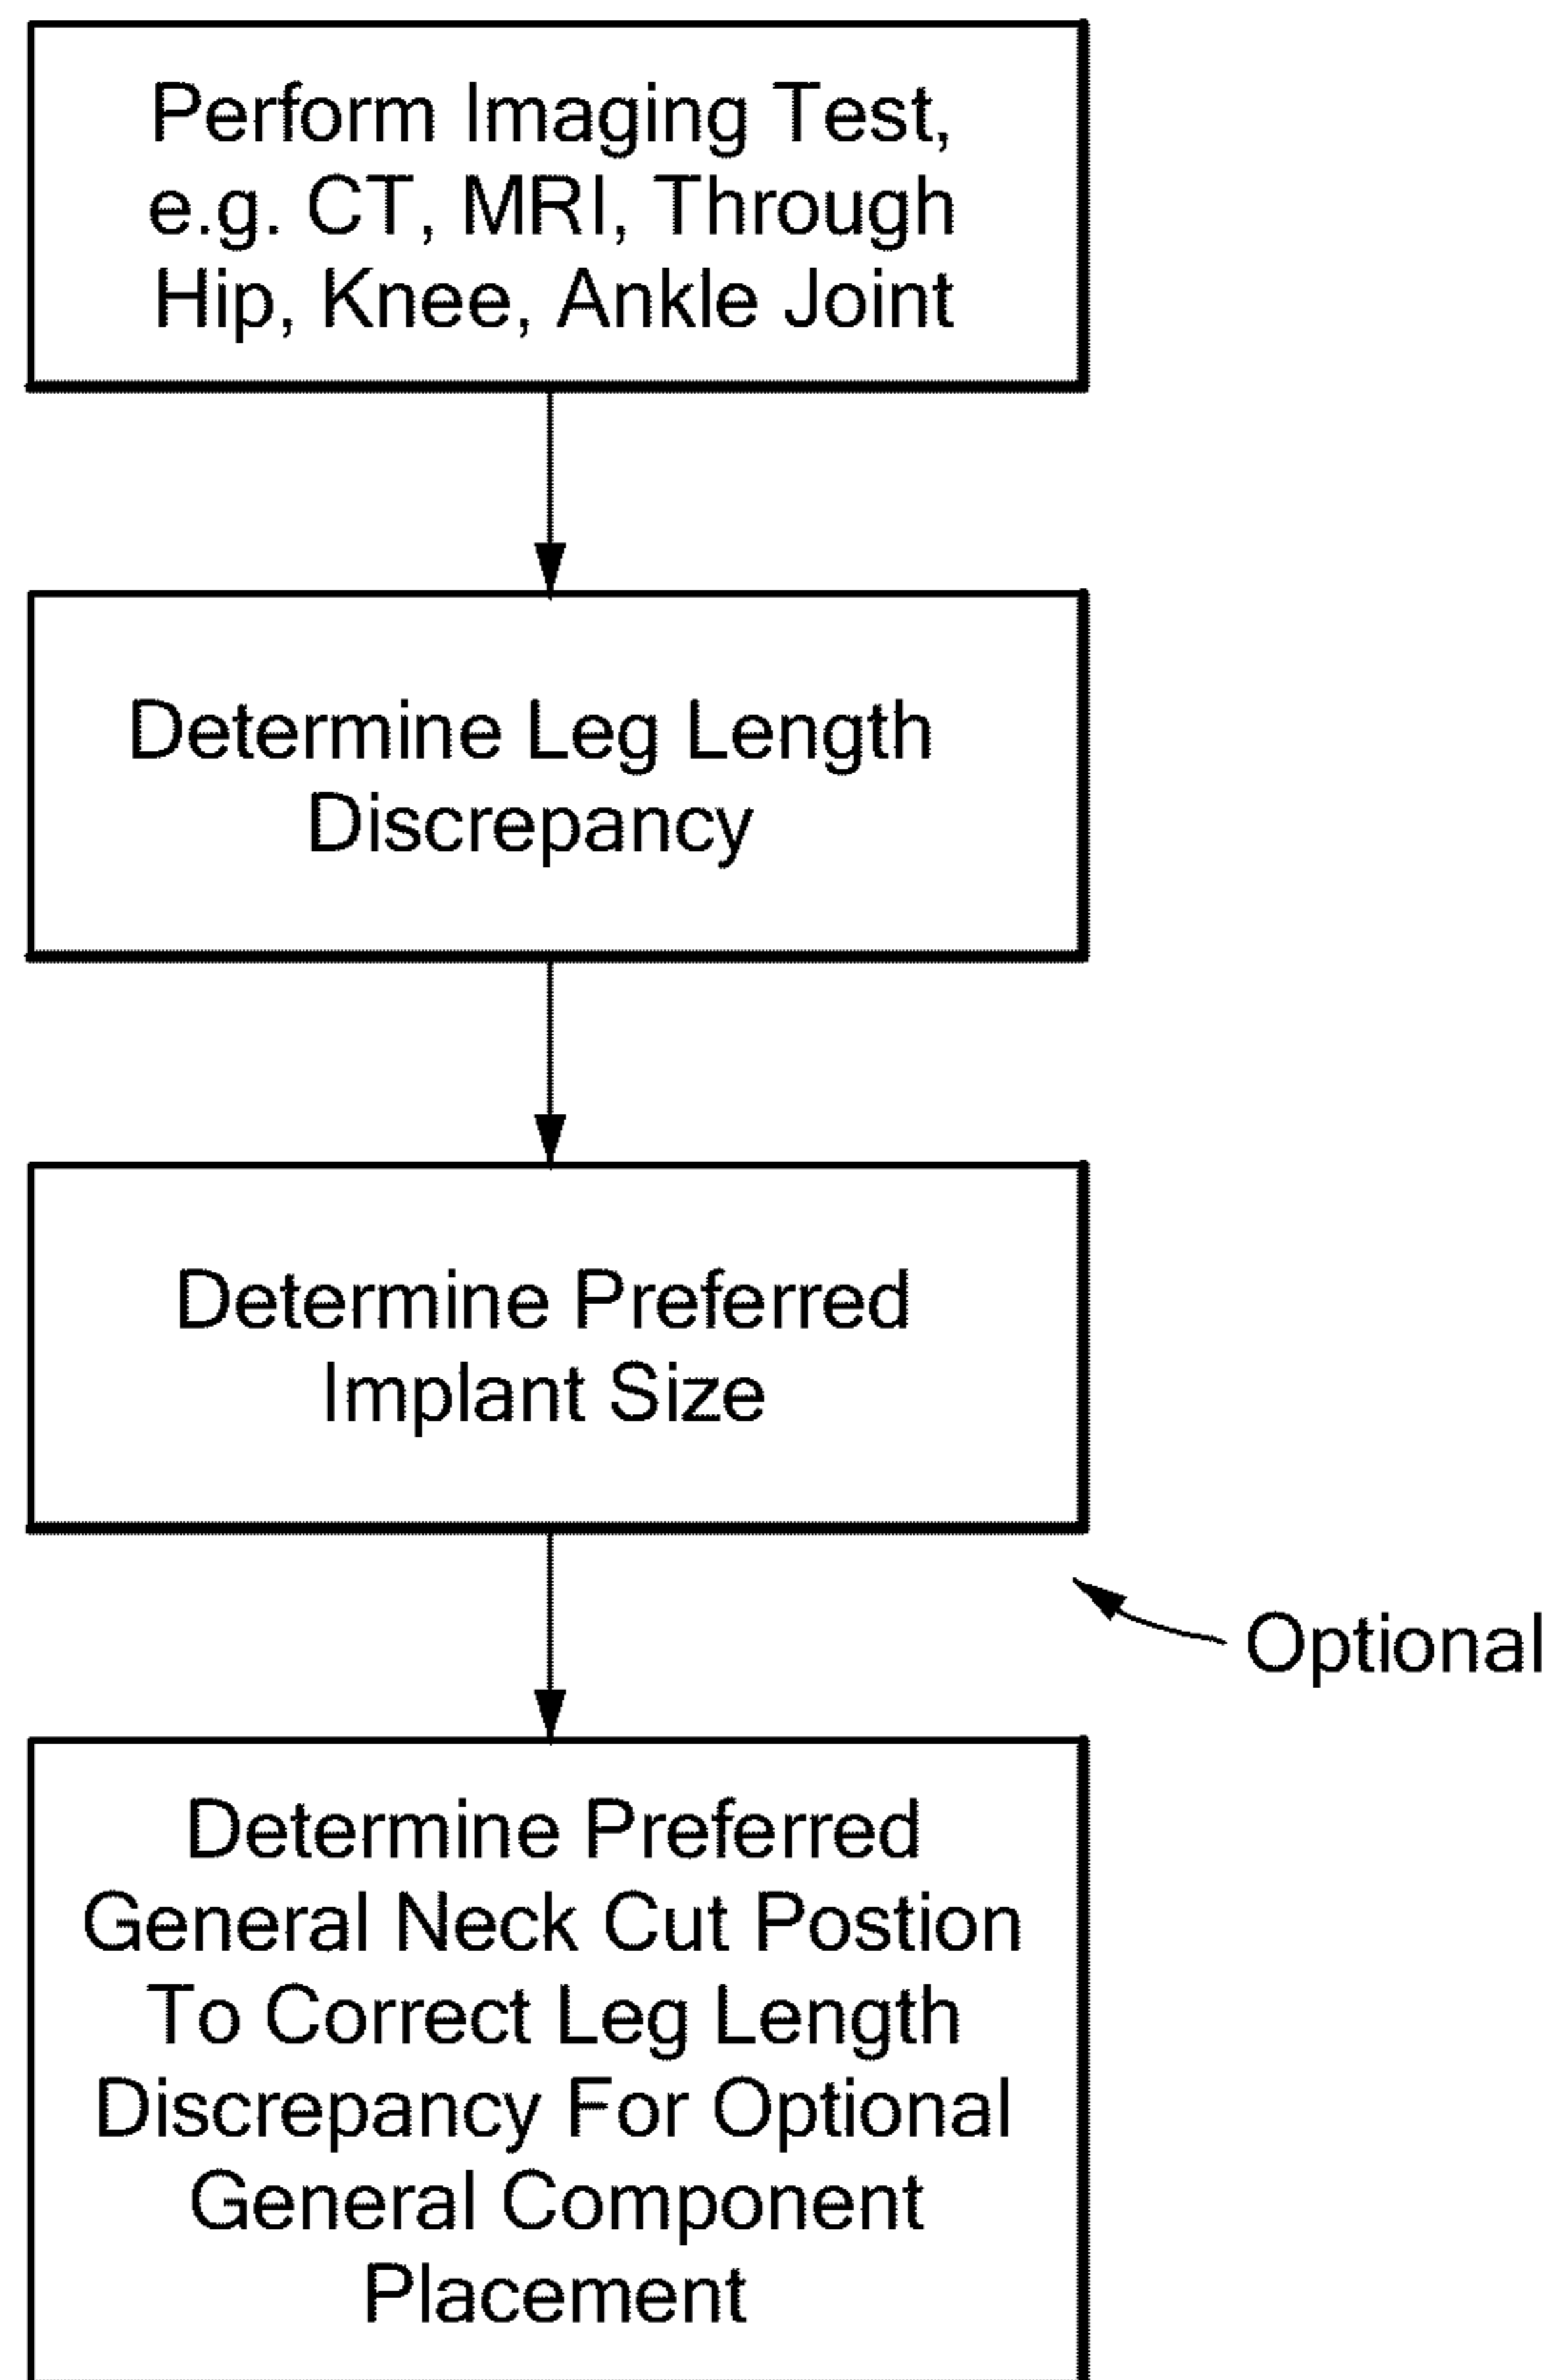 Perform Imaging Test,
e.g. CT, MRI, Through
Hip, Knee, Ankle Joint
Determine Leg Length
Discrepancy
Determine Preferred
Implant Size
Optional
Determine Preferred
General Neck Cut Postion
To Correct Leg Length
Discrepancy For Optional
General Component
Placement